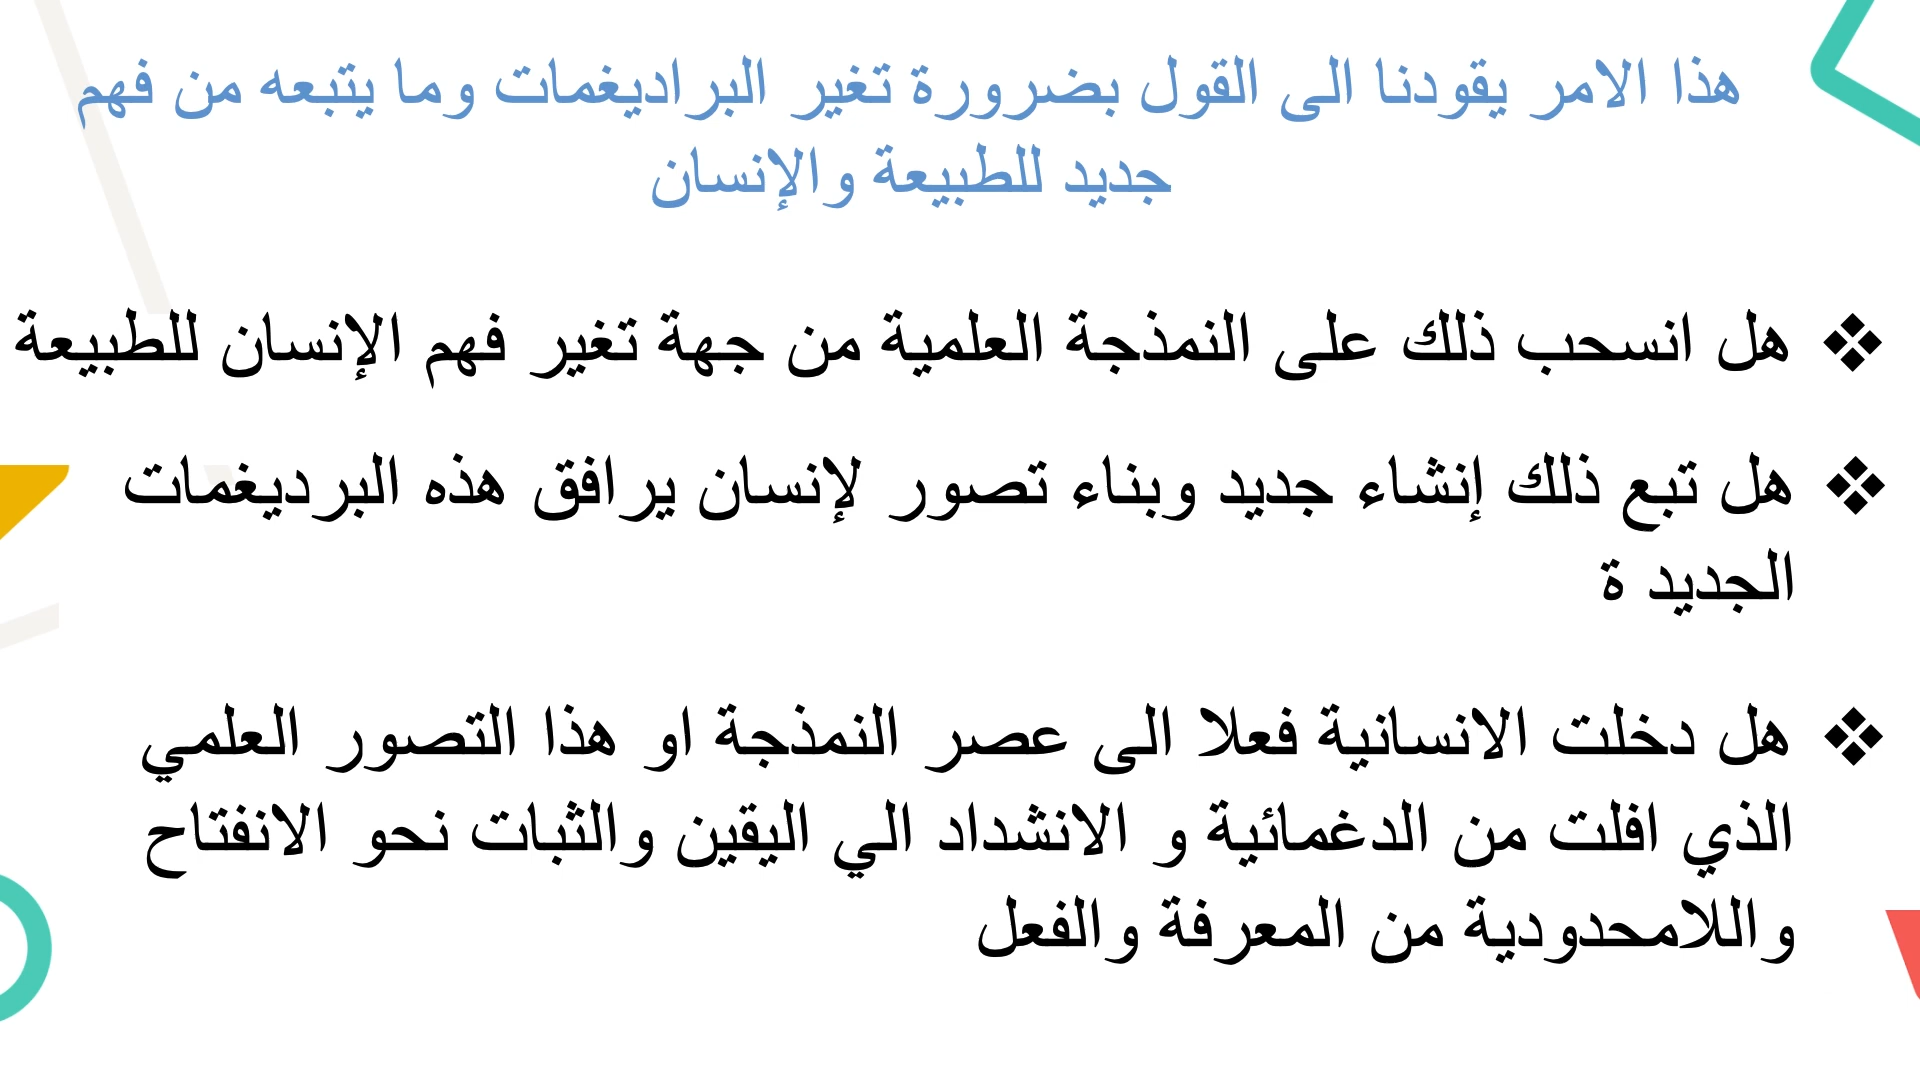 هذا الامر يقودنا الى القول بضرورة تغير البراديغمات وما يتبعه من فهم
جديد للطبيعة والإنسان
❖ هل انسحب ذلك على النمذجة العلمية من جهة تغير فهم الإنسان للطبيعة
❖ هل تبع ذلك إنشاء جديد وبناء تصور لإنسان يرافق هذه البرديغمات
الجديد ة
❖ هل دخلت الانسانية فعلا الى عصر النمذجة او هذا التصور العلمي
الذي افلت من الدغمائية و الانشداد الي اليقين والثبات نحو الانفتاح
واللامحدودية من المعرفة والفعل